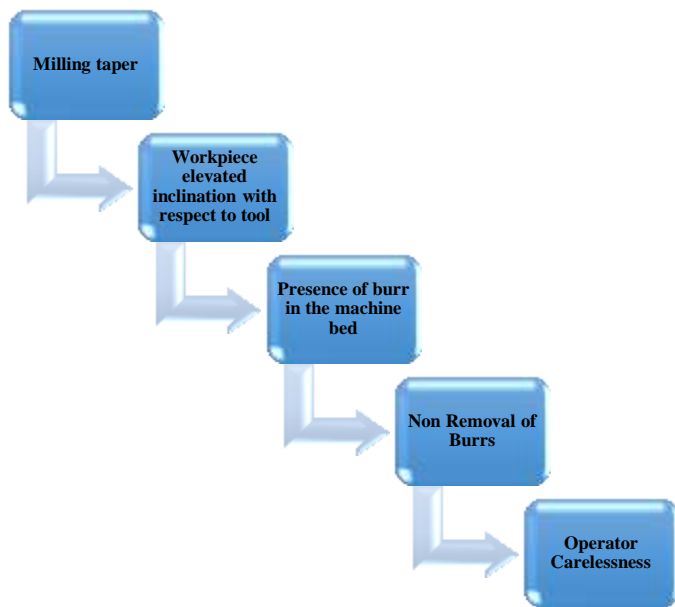 Milling taper
Workpiece
elevated
inclination with
respect to tool
Presence of burr
in the machine
bed
Non Removal of
Burrs
Operator
Carelessness